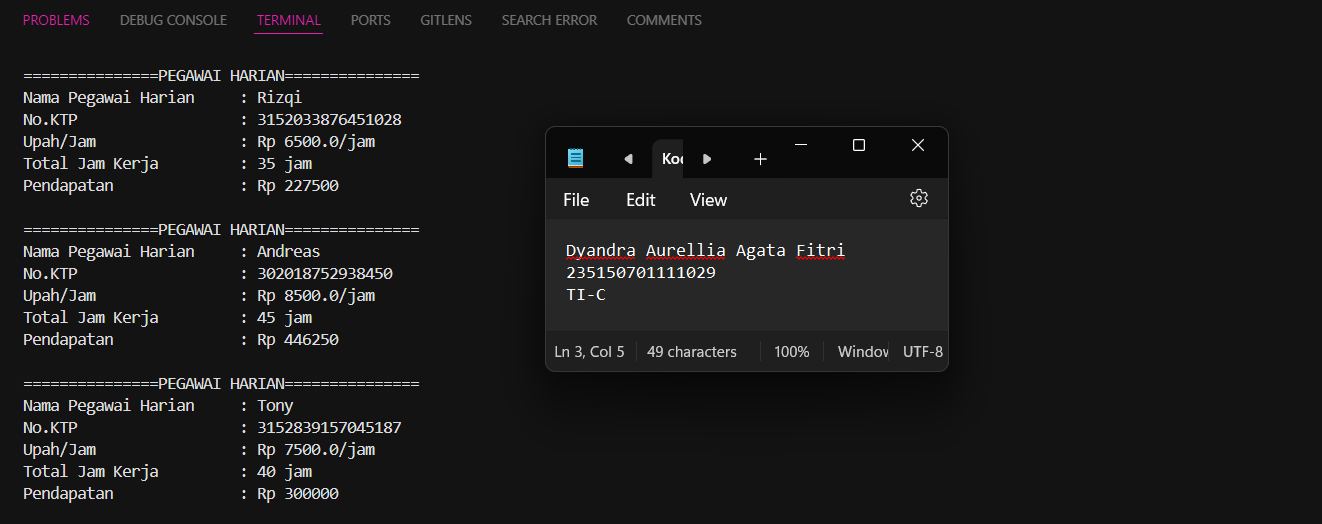 PROBLEMS DEBUG CONSOLE TERMINAL PORTS GITLENS SEARCH ERROR COMMENTS
===============PEGAWAI HARIAN===============
Nama Pegawai Harian : Rizqi
No.KTP : 3152033876451028
Upah/Jam : Rp 6500.0/jam
Total Jam Kerja : 35 jam
Pendapatan : Rp 227500
===============PEGAWAI HARIAN===============
Nama Pegawai Harian : Andreas
No.KTP : 302018752938450
Upah/Jam : Rp 8500.0/jam
Total Jam Kerja : 45 jam
Pendapatan : Rp 446250
===============PEGAWAI HARIAN===============
Nama Pegawai Harian : Tony
No.KTP : 3152839157045187
Upah/Jam : Rp 7500.0/jam
Total Jam Kerja : 40 jam
Pendapatan : Rp 300000
File Edit View
Dyandra Aurellia Agata Fitri
235150701111029
TI-C
Ln 3, Col 5 49 characters 100% Window UTF-8